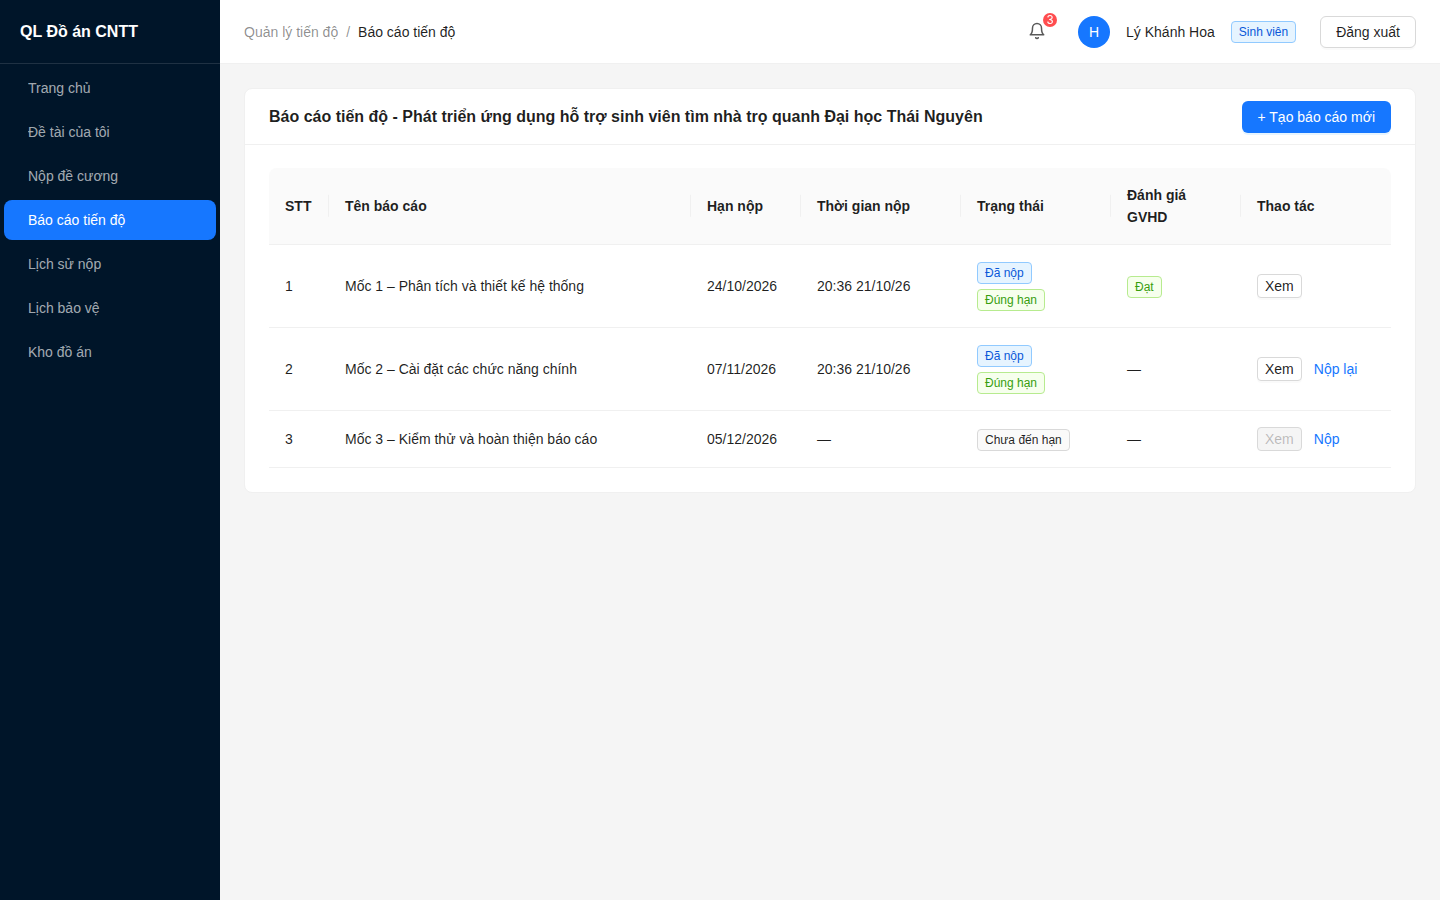 QL Đồ án CNTT
Trang chủ
Đề tài của tôi
Nộp đề cương
Báo cáo tiến độ
Lịch sử nộp
Lịch bảo vệ
Kho đồ án
Quản lý tiến độ / Báo cáo tiến độ
3
H
Lý Khánh Hoa
Sinh viên
Đăng xuất
Báo cáo tiến độ - Phát triển ứng dụng hỗ trợ sinh viên tìm nhà trọ quanh Đại học Thái Nguyên
+ Tạo báo cáo mới
STT Tên báo cáo Hạn nộp Thời gian nộp Trạng thái Đánh giá GVHD Thao tác
1 Mốc 1 – Phân tích và thiết kế hệ thống 24/10/2026 20:36 21/10/26 Đã nộp Đúng hạn Đạt Xem
2 Mốc 2 – Cài đặt các chức năng chính 07/11/2026 20:36 21/10/26 Đã nộp Đúng hạn — Xem Nộp lại
3 Mốc 3 – Kiểm thử và hoàn thiện báo cáo 05/12/2026 — Chưa đến hạn — Xem Nộp